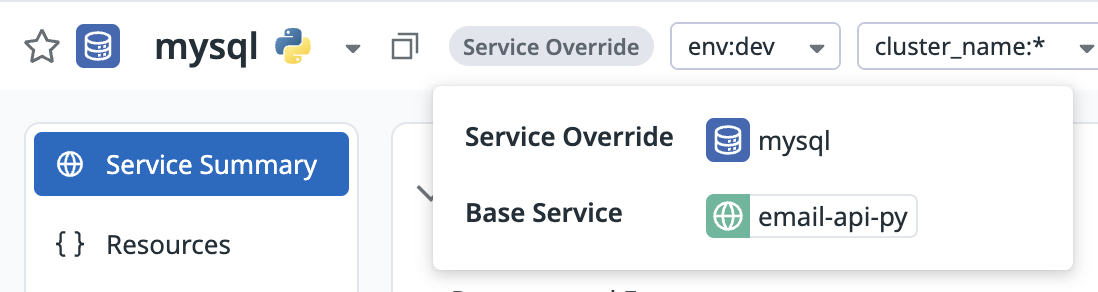 mysql Service Override env:dev cluster_name:*
Service Override mysql
Service Summary
Base Service email-api-py
{ } Resources